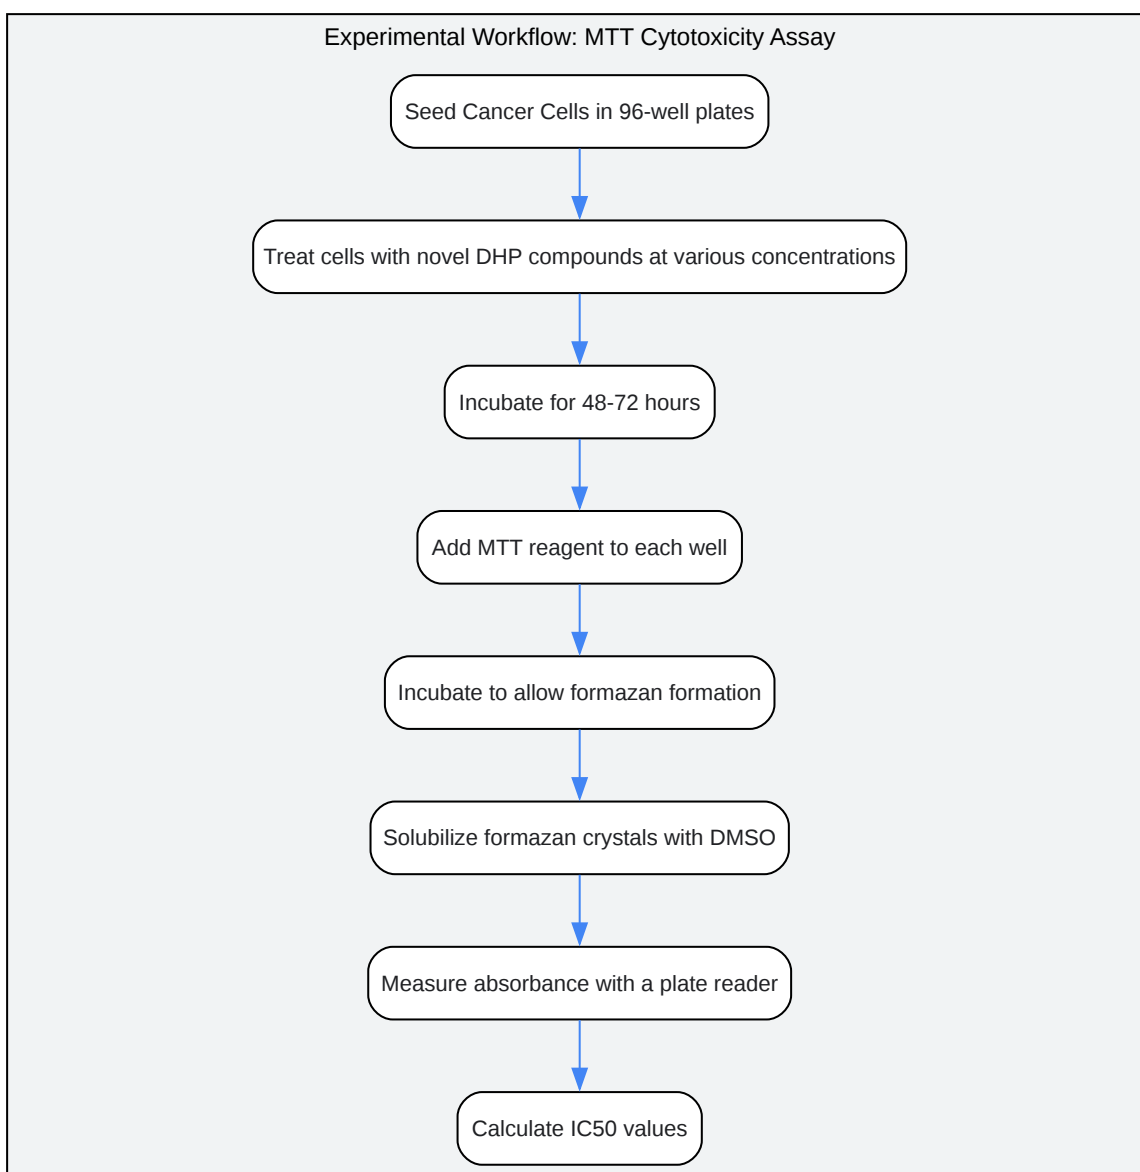 Experimental Workflow: MTT Cytotoxicity Assay
Seed Cancer Cells in 96-well plates
Treat cells with novel DHP compounds at various concentrations
Incubate for 48-72 hours
Add MTT reagent to each well
Incubate to allow formazan formation
Solubilize formazan crystals with DMSO
Measure absorbance with a plate reader
Calculate IC50 values